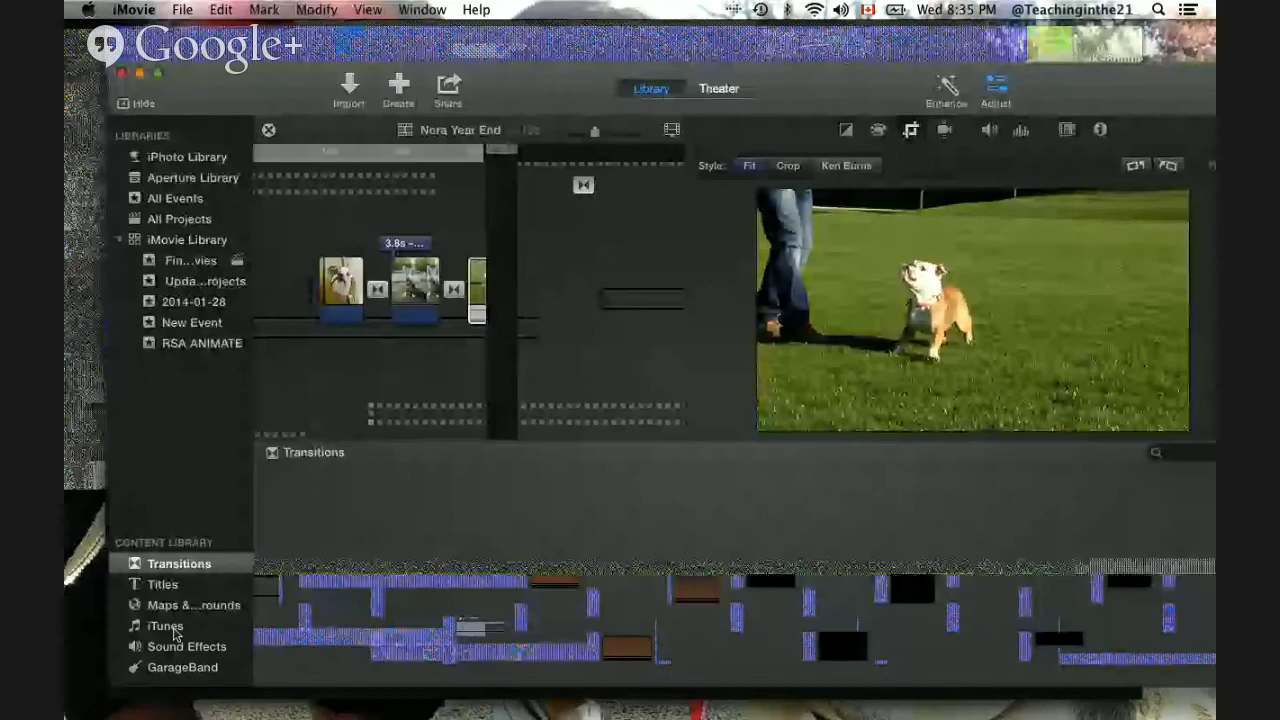 iMovie File Edit Mark Modify View Window Help Wed 8:35 PM @Teachinginthe21
Google+
Hide Import Create Share Library Theater Enhance Adjust
LIBRARIES
Nora Year End
iPhoto Library
Aperture Library
All Events
All Projects
iMovie Library
Fin...vies
Upda...rojects
2014-01-28
New Event
RSA ANIMATE
3.8s –...
Style: Fit Crop Ken Burns
Transitions
CONTENT LIBRARY
Transitions
Titles
Maps &...rounds
iTunes
Sound Effects
GarageBand